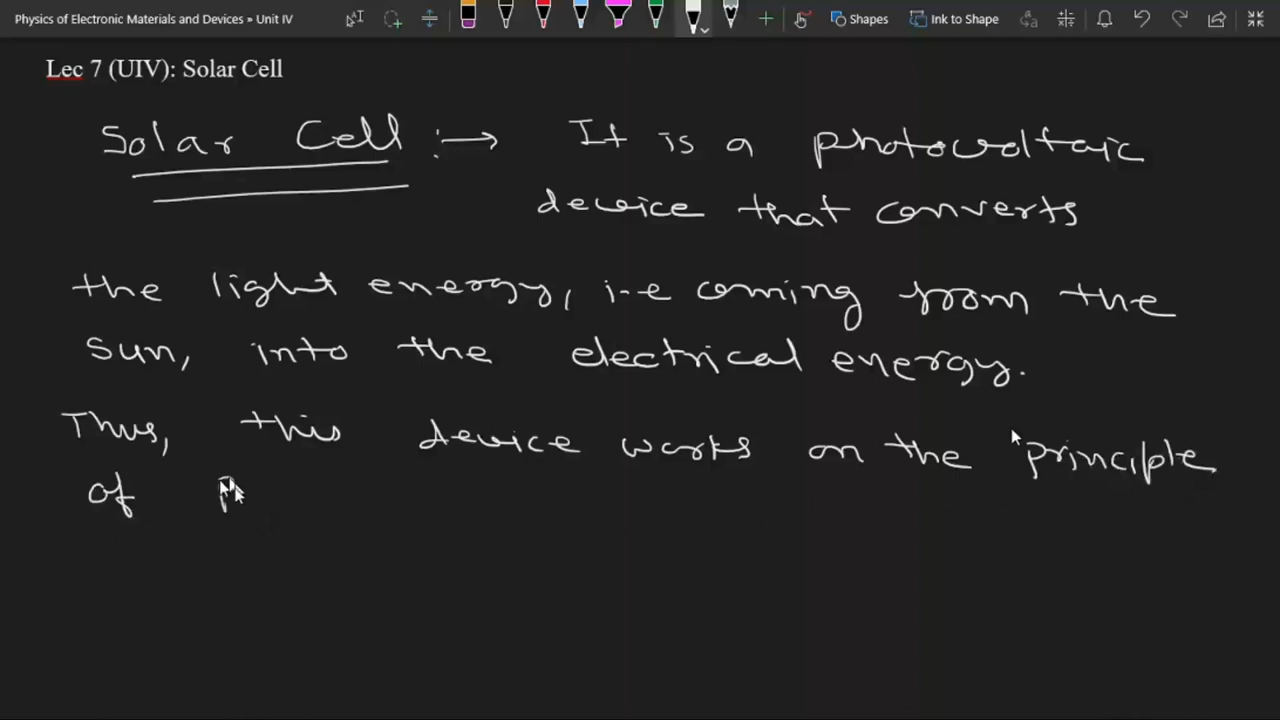 Physics of Electronic Materials and Devices » Unit IV
Shapes
Ink to Shape
Lec 7 (UIV): Solar Cell
Solar Cell :→ It is a photovoltaic
device that converts
the light energy, i-e coming from the
sun, into the electrical energy.
Thus, this device works on the principle
of